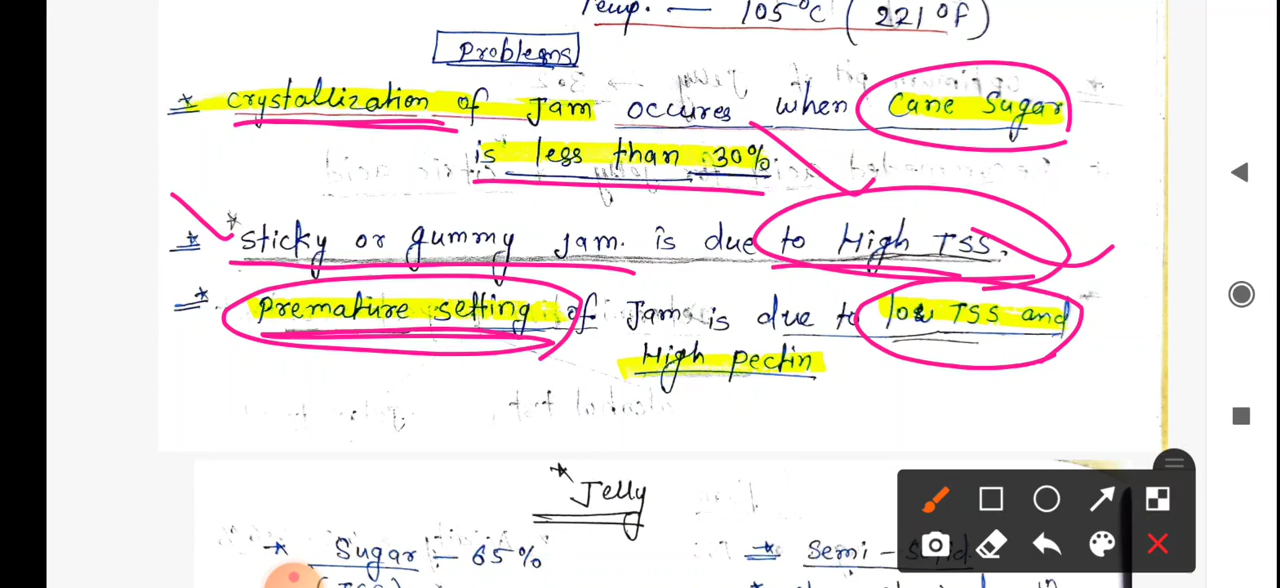 Temp. — 105°C ( 221°f)
Problems
* crystallization of Jam occures when Cane Sugar
is less than 30%
* sticky or gummy jam. is due to High TSS.
* premature setting of Jam is due to low TSS and
High pectin
* Jelly
* Sugar - 65% * Semi - solid